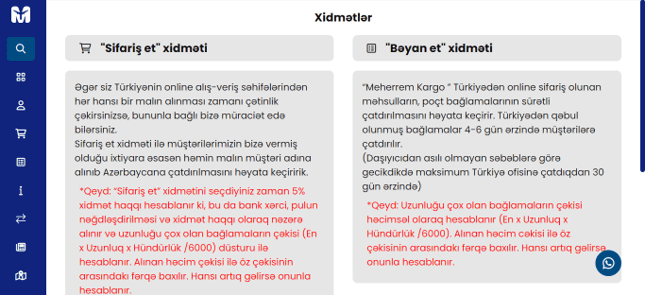 Xidmətlər
"Sifariş et" xidməti
Əgər siz Türkiyənin online alış-veriş səhifələrindən
hər hansı bir malın alınması zamanı çətinlik
çəkirsinizsə, bununla bağlı bizə müraciət edə
bilərsiniz.
Sifariş et xidməti ilə müştərilərimizin bizə vermiş
olduğu ixtiyara əsasən həmin malın müştəri adına
alınıb Azərbaycana çatdırılmasını həyata keçiririk.
*Qeyd: “Sifariş et” xidmətini seçdiyiniz zaman 5%
xidmət haqqı hesablanır ki, bu da bank xərci, pulun
nəğdləşdirilməsi və xidmət haqqı olaraq nəzərə
alınır və uzunluğu çox olan bağlamaların çəkisi (En
x Uzunluq x Hündürlük /6000) düsturu ilə
hesablanır. Alınan həcm çəkisi ilə öz çəkisinin
arasındakı fərqə baxılır. Hansı artıq gəlirsə onunla
hesablanır.
"Bəyan et" xidməti
“Meherrem Kargo ” Türkiyədən online sifariş olunan
məhsulların, poçt bağlamalarının sürətli
çatdırılmasını həyata keçirir. Türkiyədən qəbul
olunmuş bağlamalar 4-6 gün ərzində müştərilərə
çatdırılır.
(Daşıyıcıdan asılı olmayan səbəblərə görə
gecikdikdə maksimum Türkiyə ofisinə çatdıqdan 30
gün ərzində)
*Qeyd: Uzunluğu çox olan bağlamaların çəkisi
həcimsəl olaraq hesablanır (En x Uzunluq x
Hündürlük /6000). Alınan həcm cəkisi ilə öz
çəkisinin arasındakı fərqə baxılır. Hansı artıq gəlirsə
onunla hesablanır.